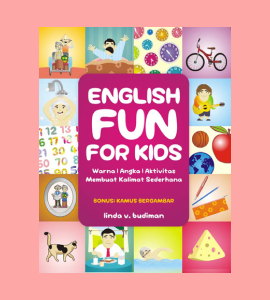 ENGLISH
FUN
FOR KIDS
Warna | Angka | Aktivitas
Membuat Kalimat Sederhana
BONUS: KAMUS BERGAMBAR
linda v. budiman